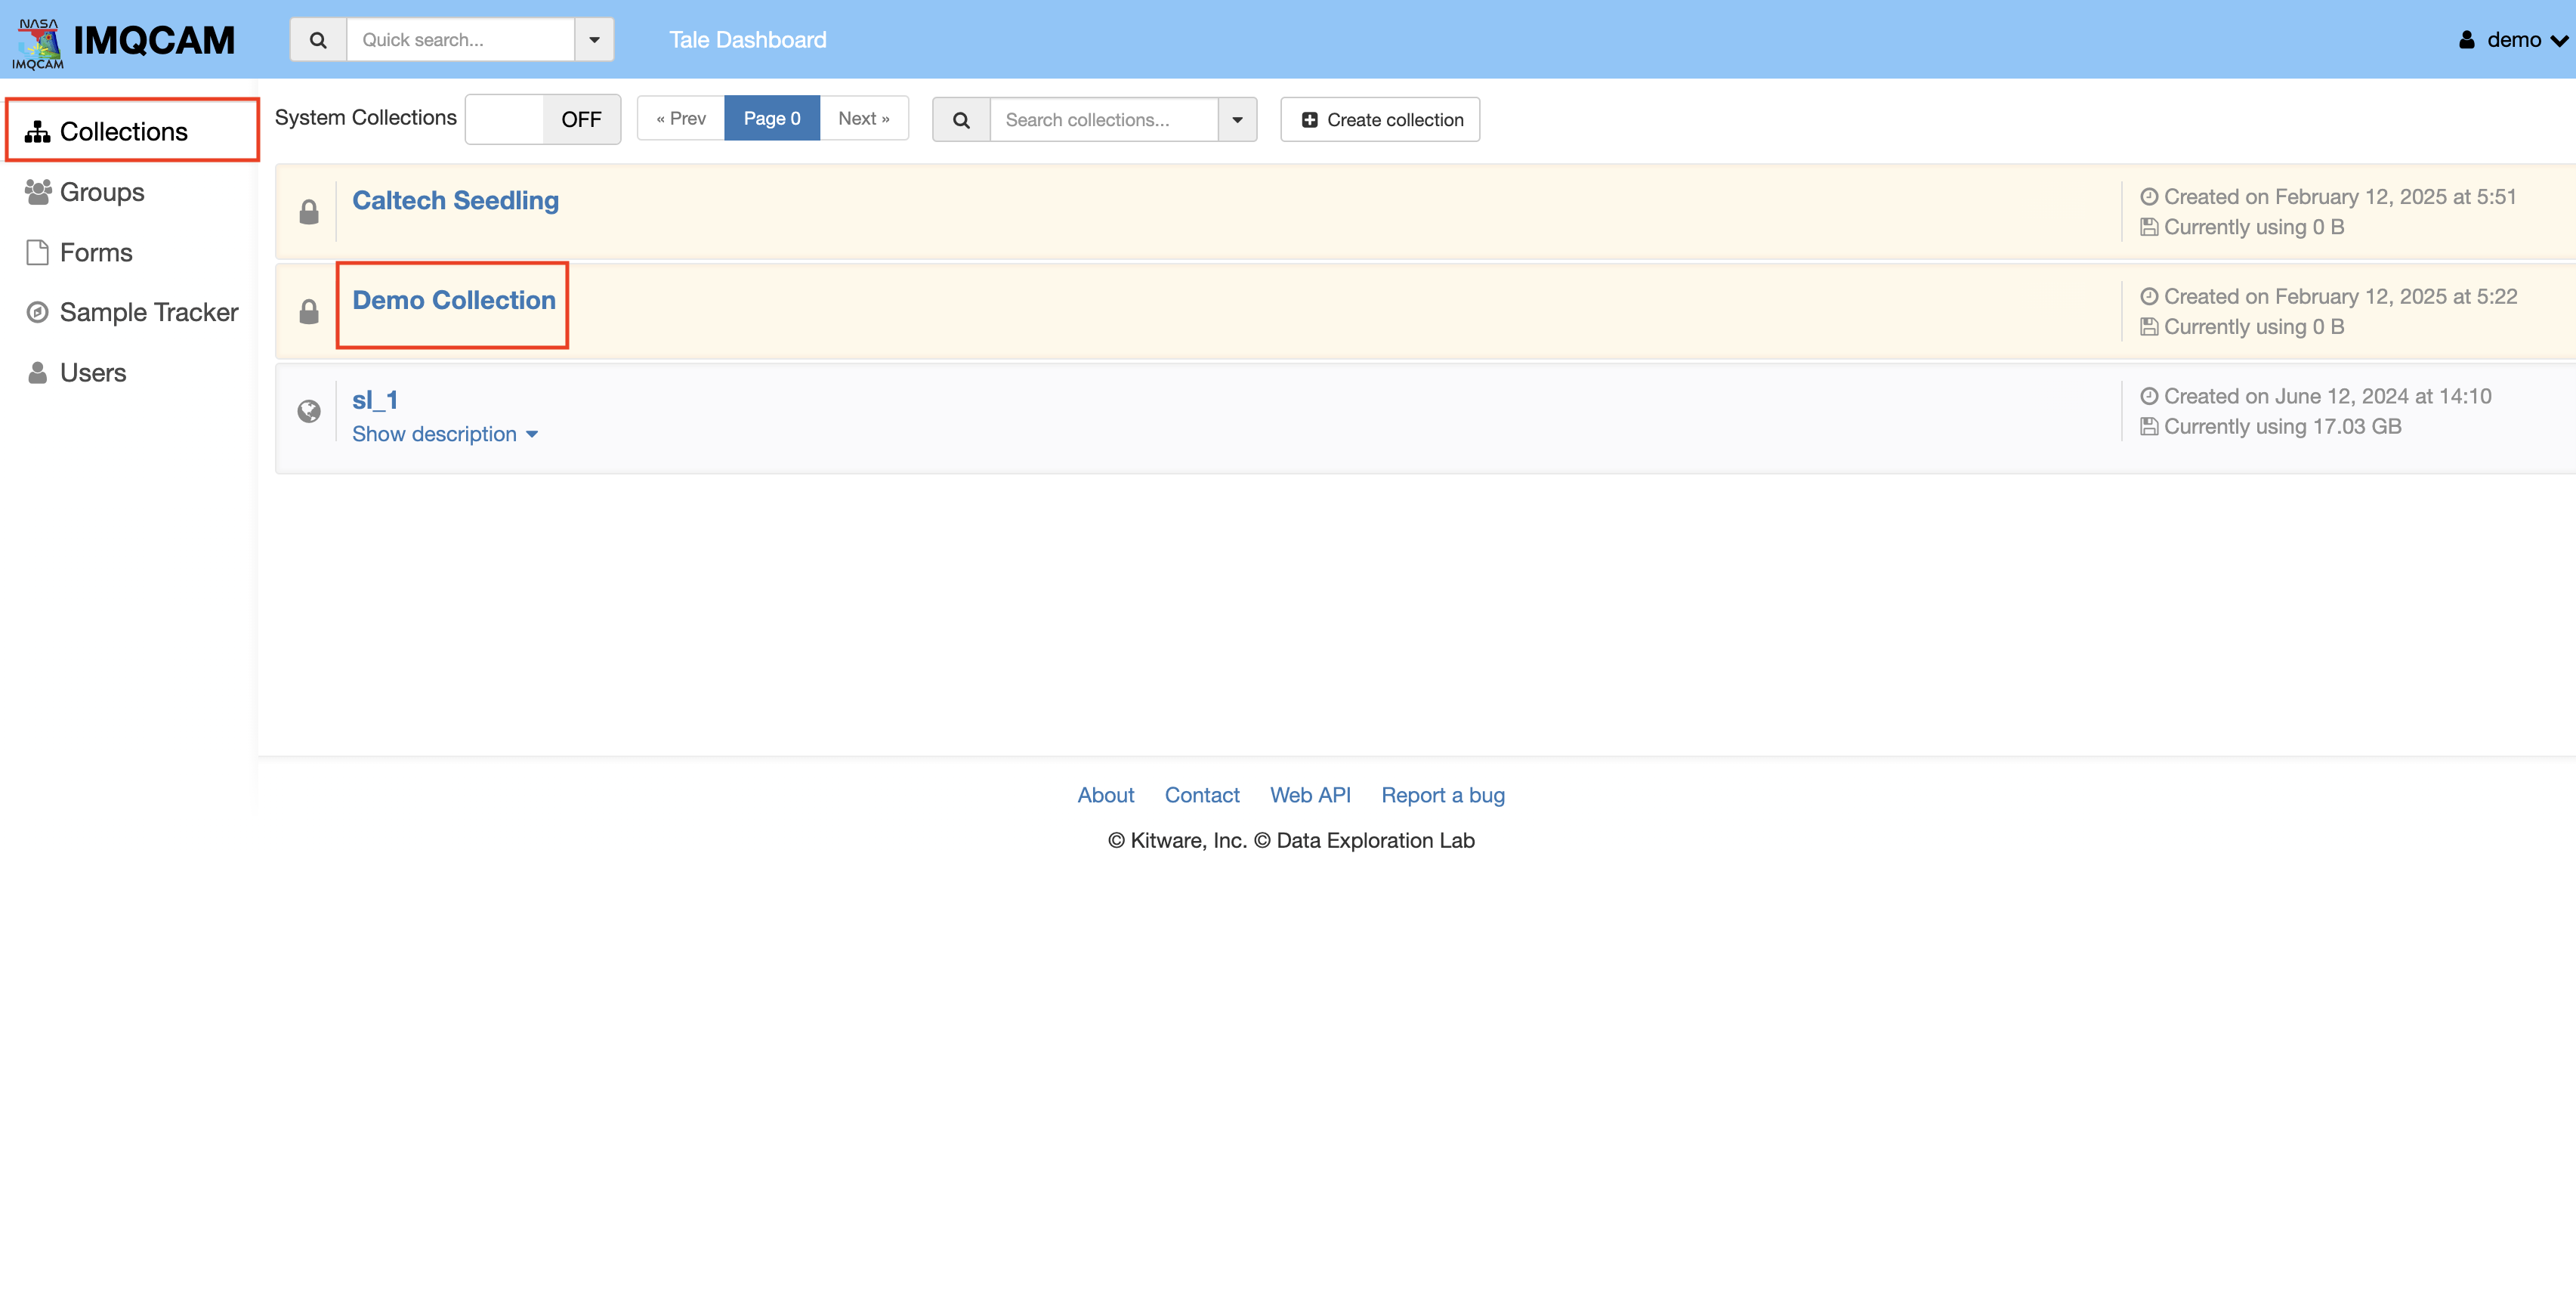 NASA
IMQCAM
IMQCAM
Quick search...
Tale Dashboard
demo
Collections
Groups
Forms
Sample Tracker
Users
System Collections
OFF
« Prev
Page 0
Next »
Search collections...
Create collection
Caltech Seedling
Created on February 12, 2025 at 5:51
Currently using 0 B
Demo Collection
Created on February 12, 2025 at 5:22
Currently using 0 B
sl_1
Show description
Created on June 12, 2024 at 14:10
Currently using 17.03 GB
About Contact Web API Report a bug
© Kitware, Inc. © Data Exploration Lab